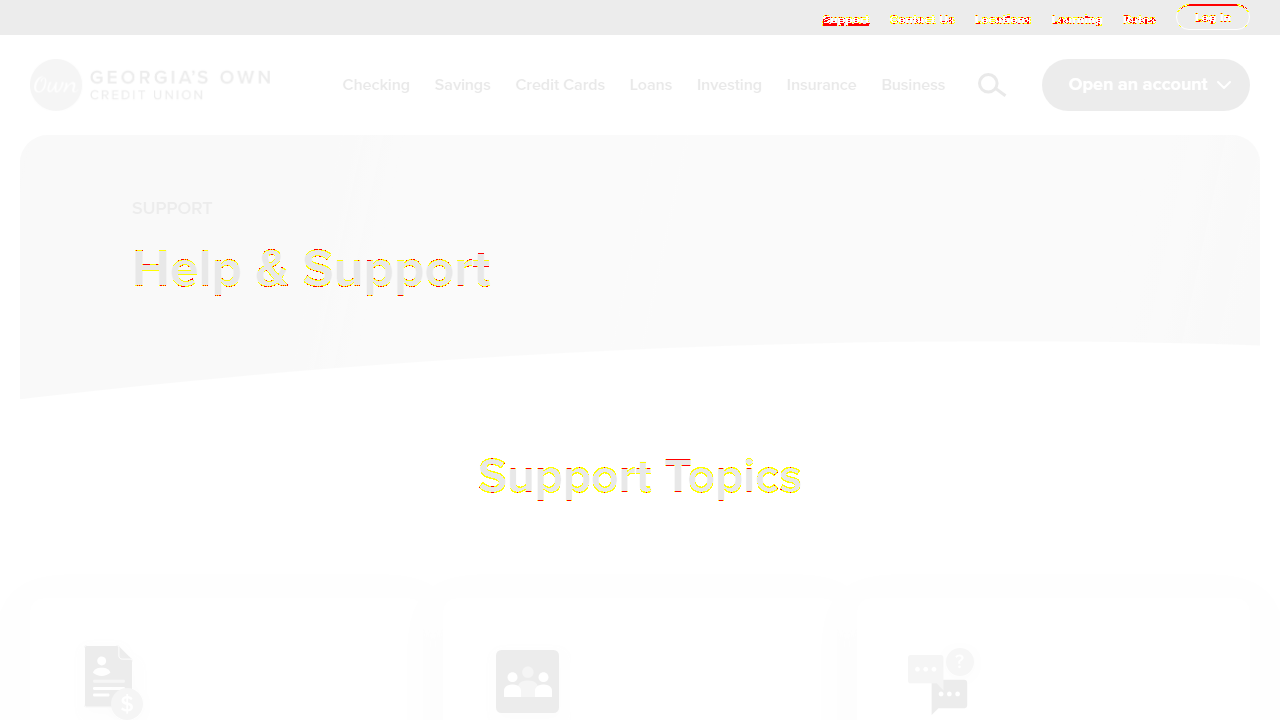 Support Contact Us Locations Learning Rates Log In
Own GEORGIA'S OWN
CREDIT UNION
Checking Savings Credit Cards Loans Investing Insurance Business Open an account
SUPPORT
Help & Support
Support Topics
$
?